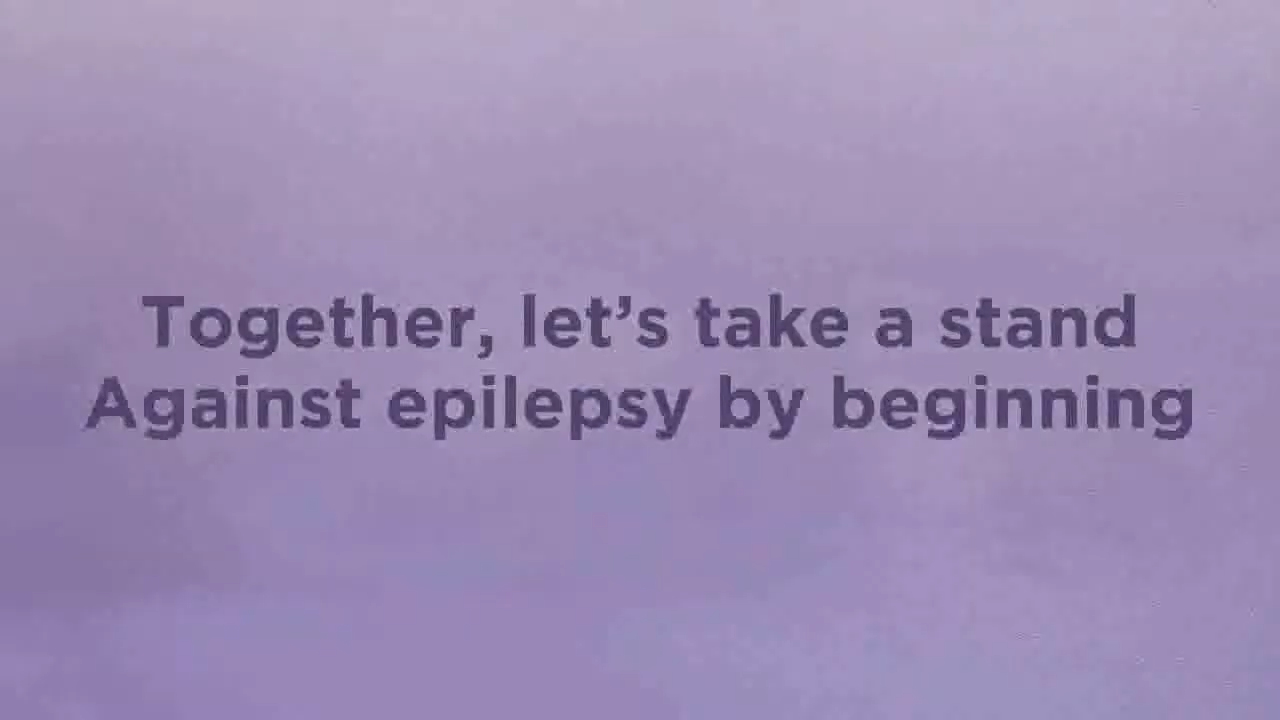 Together, let’s take a stand
Against epilepsy by beginning